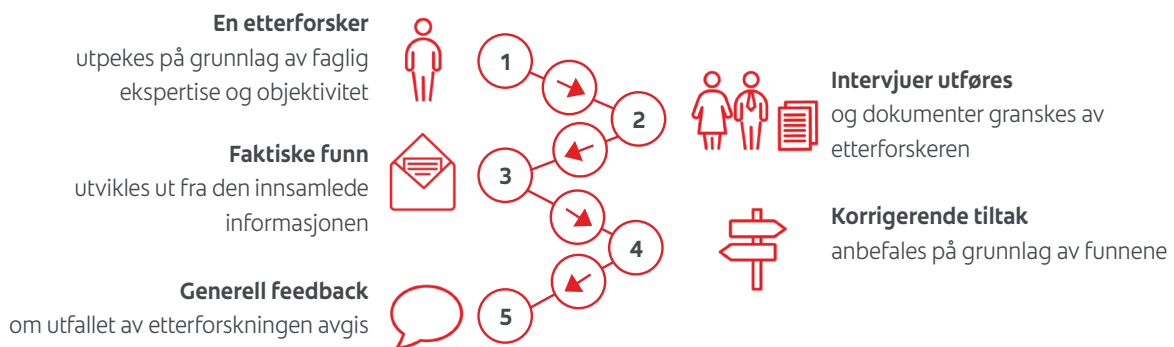 En etterforsker
utpekes på grunnlag av faglig
ekspertise og objektivitet
1
2
Intervjuer utføres
og dokumenter granskes av
etterforskeren
Faktiske funn
utvikles ut fra den innsamlede
informasjonen
3
4
Korrigerende tiltak
anbefales på grunnlag av funnene
Generell feedback
om utfallet av etterforskningen avgis
5